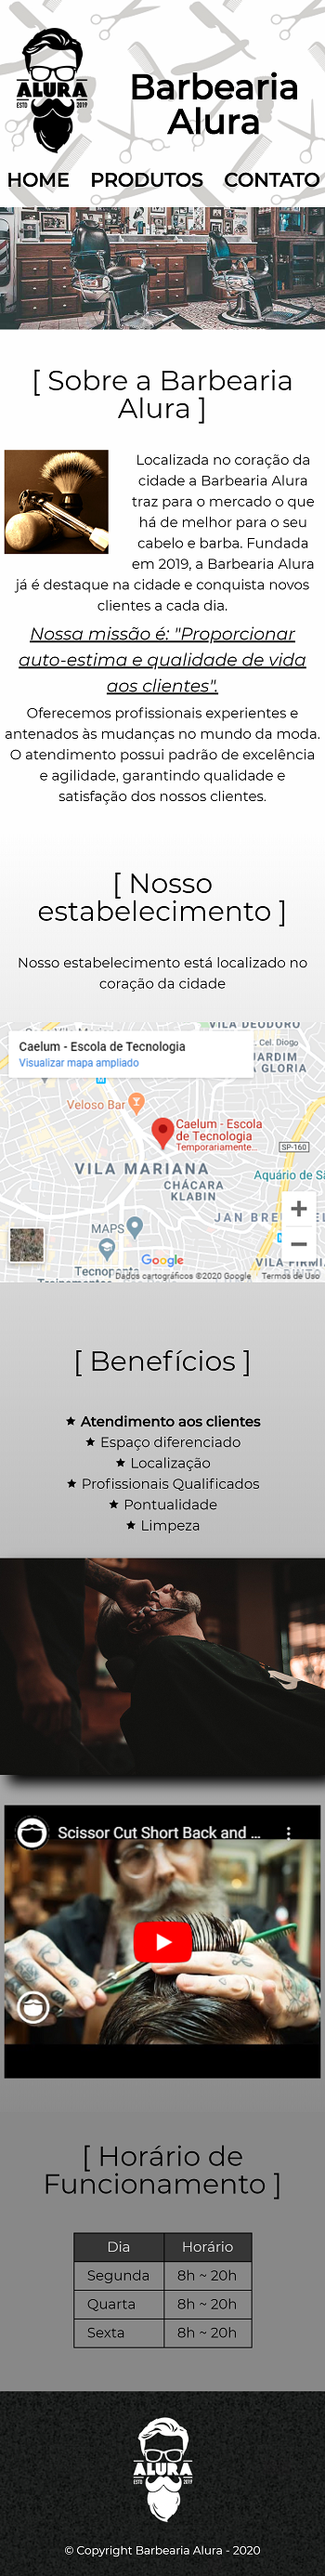 ALURA
ESTD 2019
Barbearia
Alura
HOME PRODUTOS CONTATO
[ Sobre a Barbearia
Alura ]
Localizada no coração da
cidade a Barbearia Alura
traz para o mercado o que
há de melhor para o seu
cabelo e barba. Fundada
em 2019, a Barbearia Alura
já é destaque na cidade e conquista novos
clientes a cada dia.
Nossa missão é: "Proporcionar
auto-estima e qualidade de vida
aos clientes".
Oferecemos profissionais experientes e
antenados às mudanças no mundo da moda.
O atendimento possui padrão de excelência
e agilidade, garantindo qualidade e
satisfação dos nossos clientes.
[ Nosso
estabelecimento ]
Nosso estabelecimento está localizado no
coração da cidade
VILA DEODORO
Caelum - Escola de Tecnologia
Visualizar mapa ampliado
Cel. Diogo
JARDIM
GLORIA
Veloso Bar
Caelum - Escola
de Tecnologia
Temporariamente...
SP-160
VILA MARIANA
CHÁCARA
KLABIN
Aquário de S
MAPS
JAN BRE
Tecnoponta
Treinamentos
Google
VILA FIRMI
Dados cartográficos ©2020 Google Termos de Uso
[ Benefícios ]
★ Atendimento aos clientes
★ Espaço diferenciado
★ Localização
★ Profissionais Qualificados
★ Pontualidade
★ Limpeza
Scissor Cut Short Back and ...
[ Horário de
Funcionamento ]
Dia Horário
Segunda 8h ~ 20h
Quarta 8h ~ 20h
Sexta 8h ~ 20h
ALURA
ESTD 2019
© Copyright Barbearia Alura - 2020